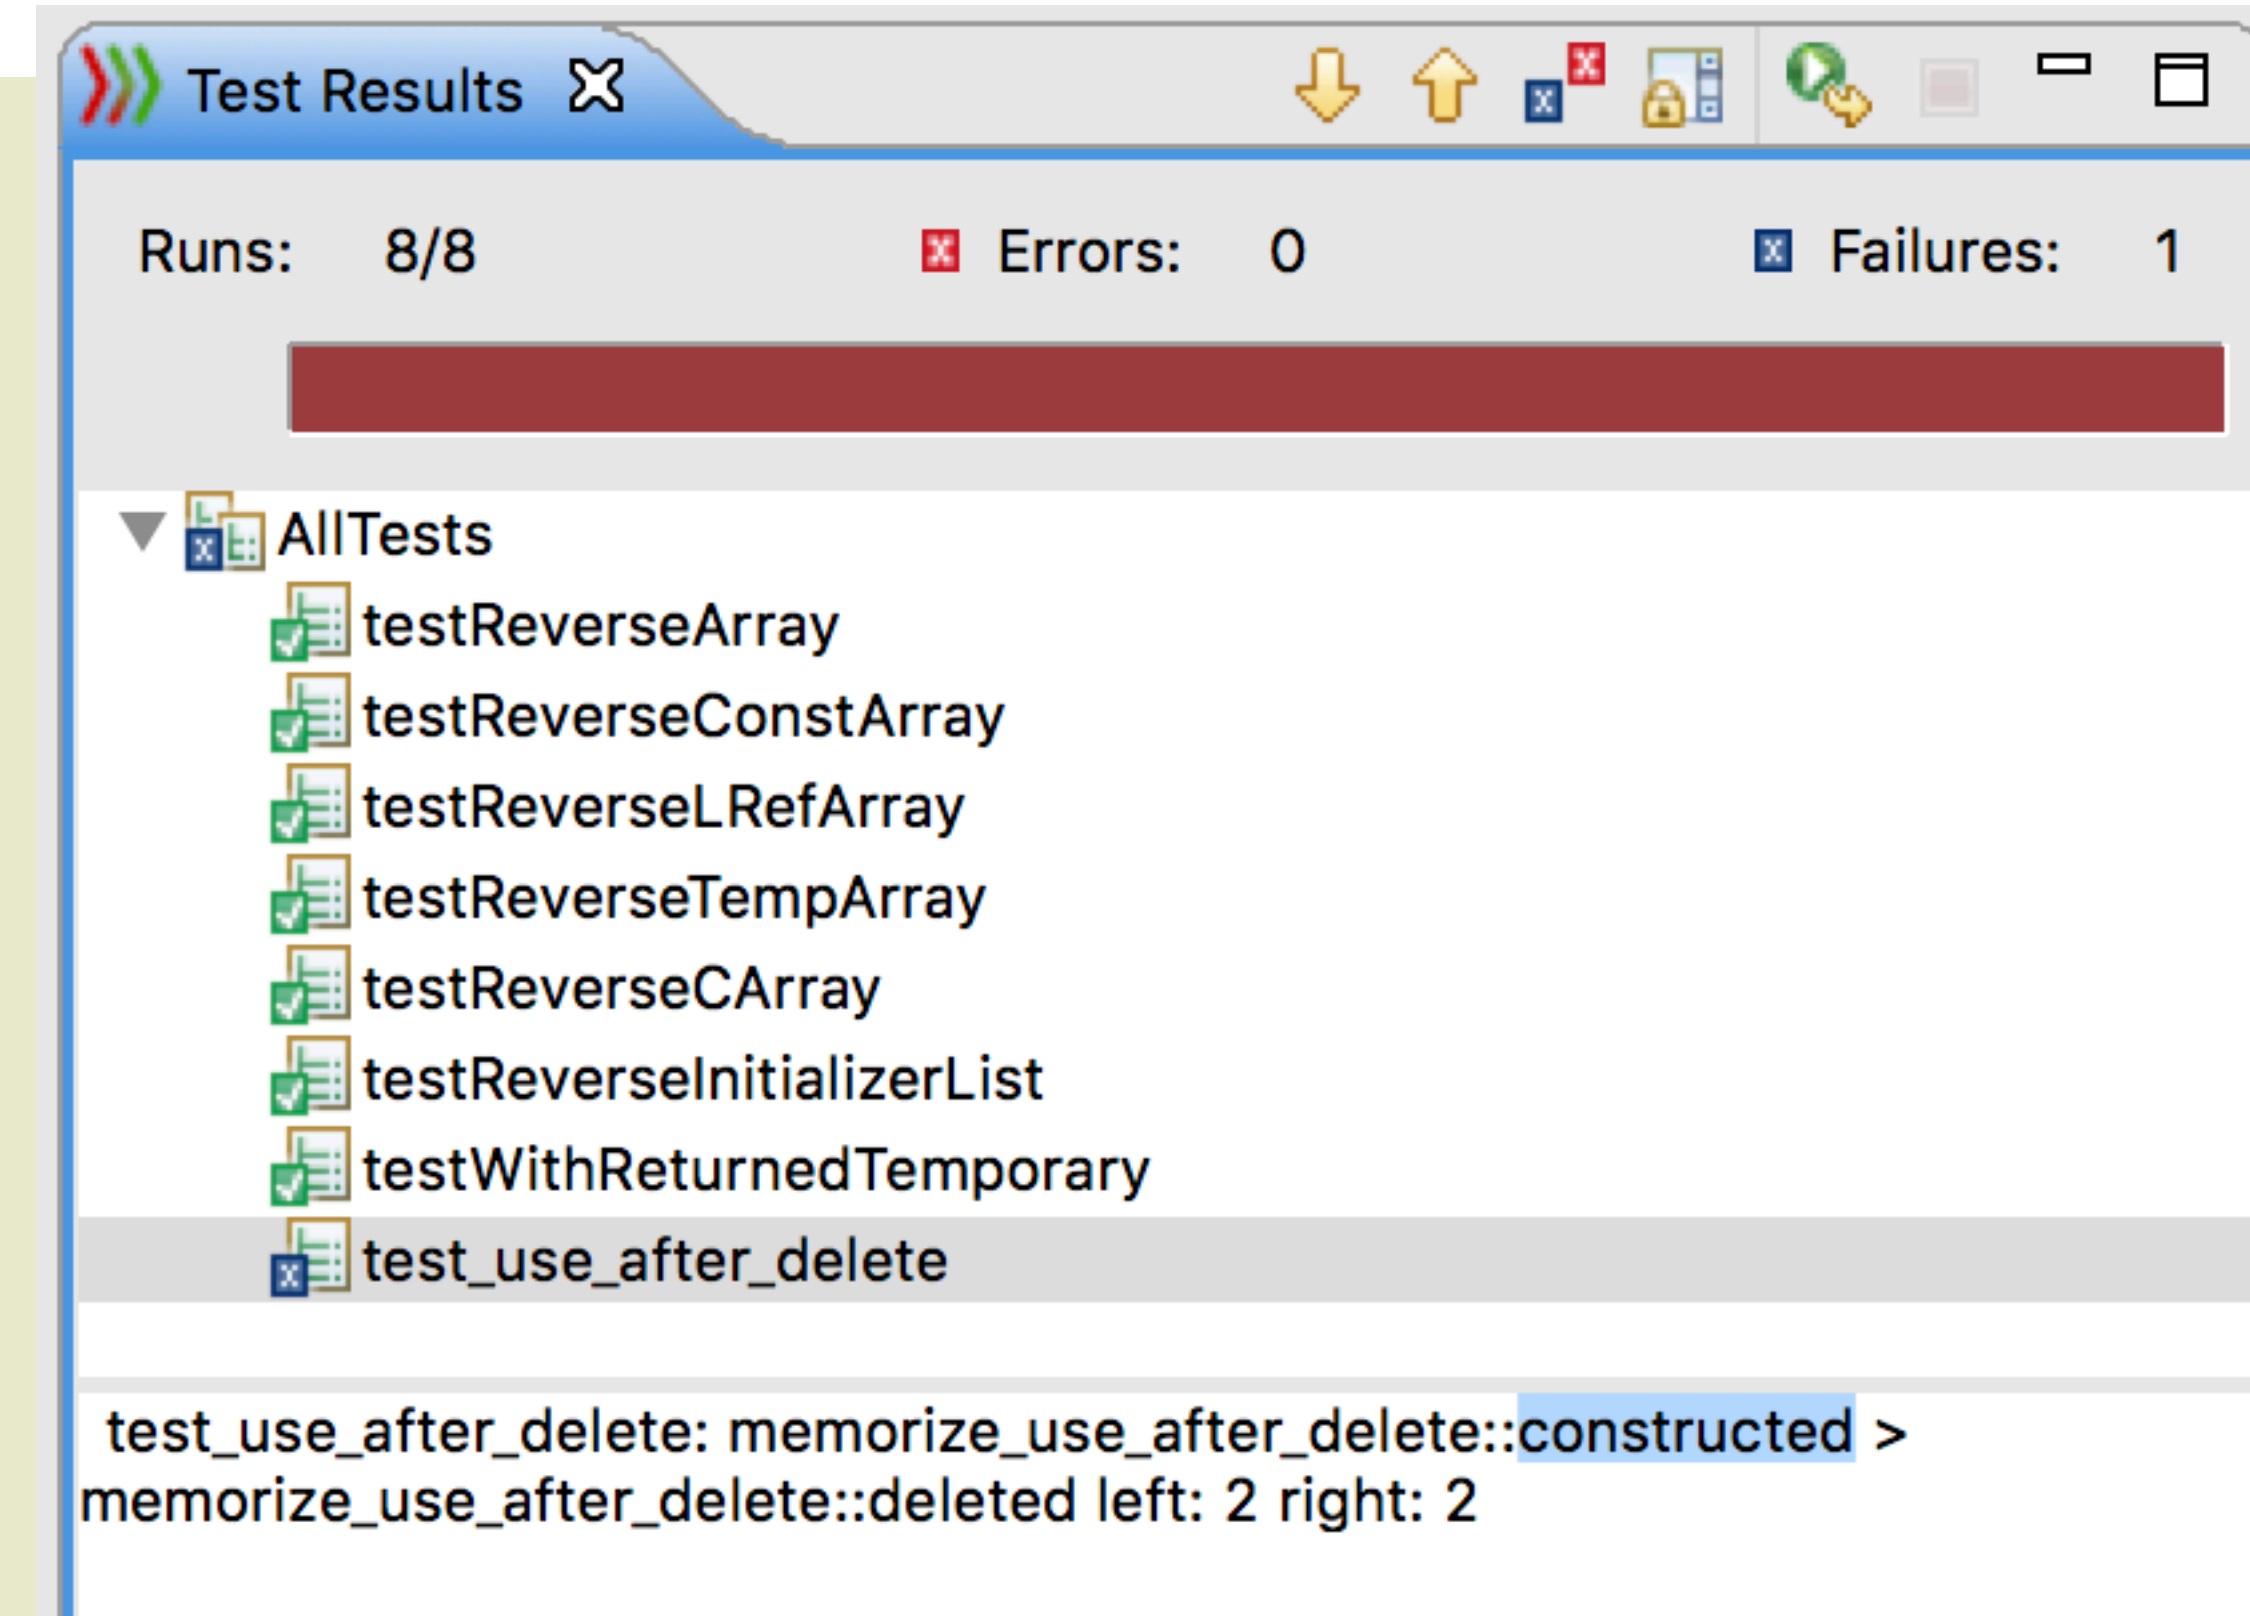 Test Results
Runs: 8/8 Errors: 0 Failures: 1
AllTests
testReverseArray
testReverseConstArray
testReverseLRefArray
testReverseTempArray
testReverseCArray
testReverseInitializerList
testWithReturnedTemporary
test_use_after_delete
test_use_after_delete: memorize_use_after_delete::constructed >
memorize_use_after_delete::deleted left: 2 right: 2